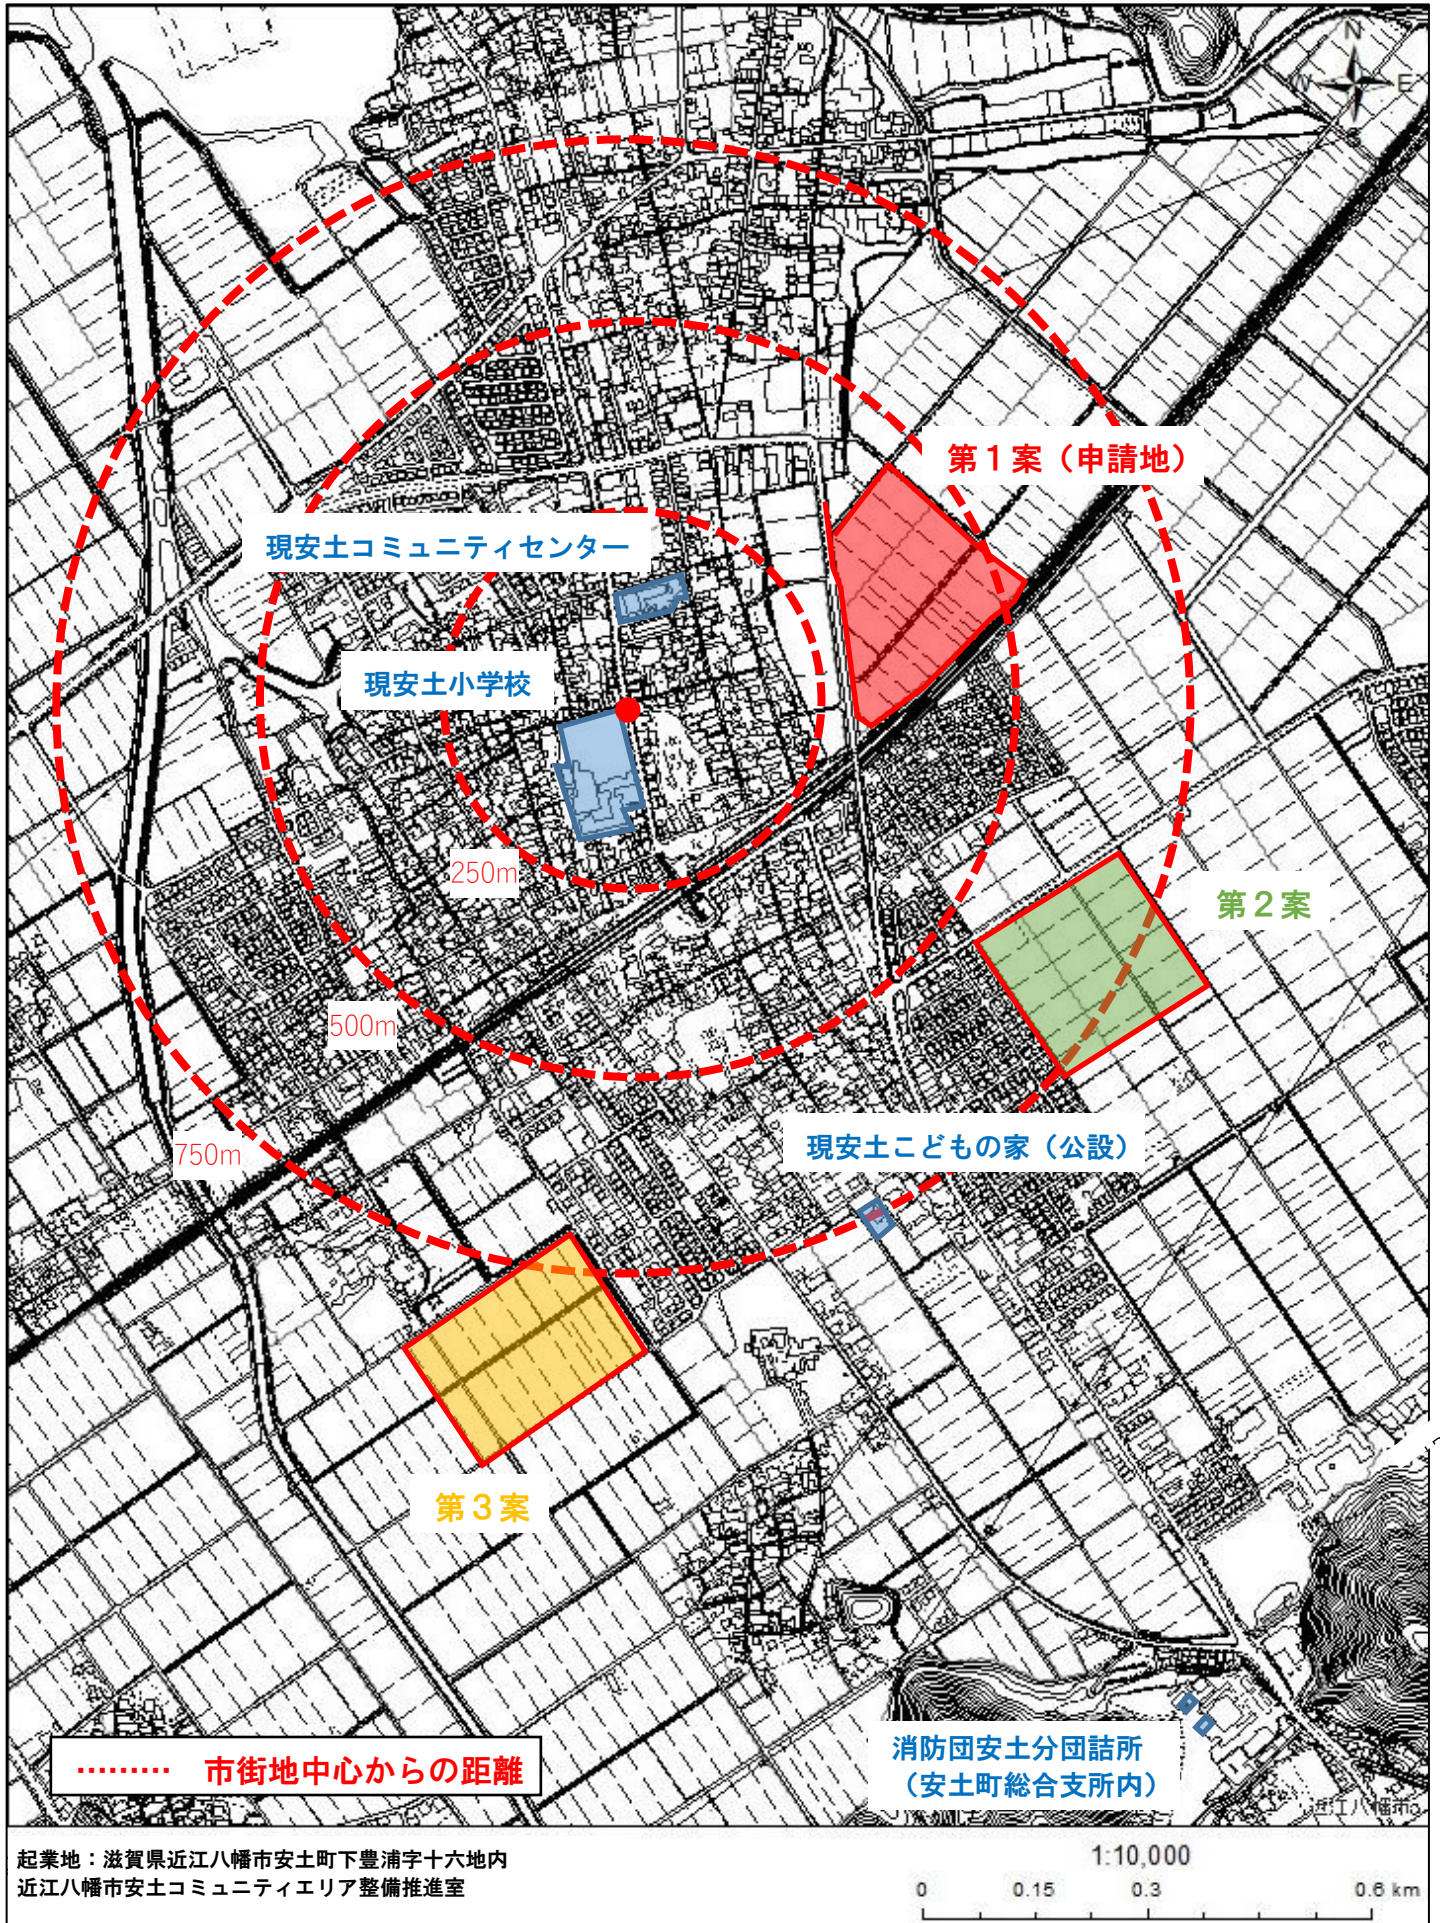 N
W
E
第１案（申請地）
現安土コミュニティセンター
現安土小学校
250m
第２案
500m
現安土こどもの家（公設）
750m
第３案
消防団安土分団詰所
（安土町総合支所内）
市街地中心からの距離
近江八幡市
起業地：滋賀県近江八幡市安土町下豊浦字十六地内
近江八幡市安土コミュニティエリア整備推進室
1:10,000
0 0.15 0.3 0.6 km